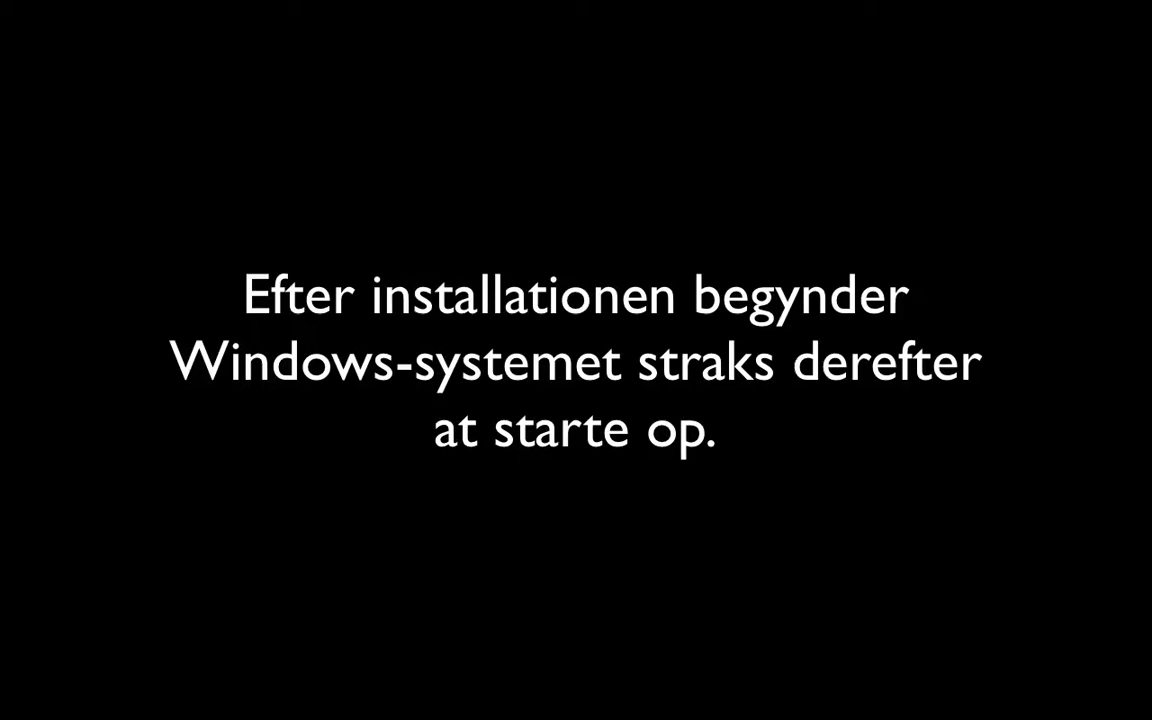 Efter installationen begynder
Windows-systemet straks derefter
at starte op.